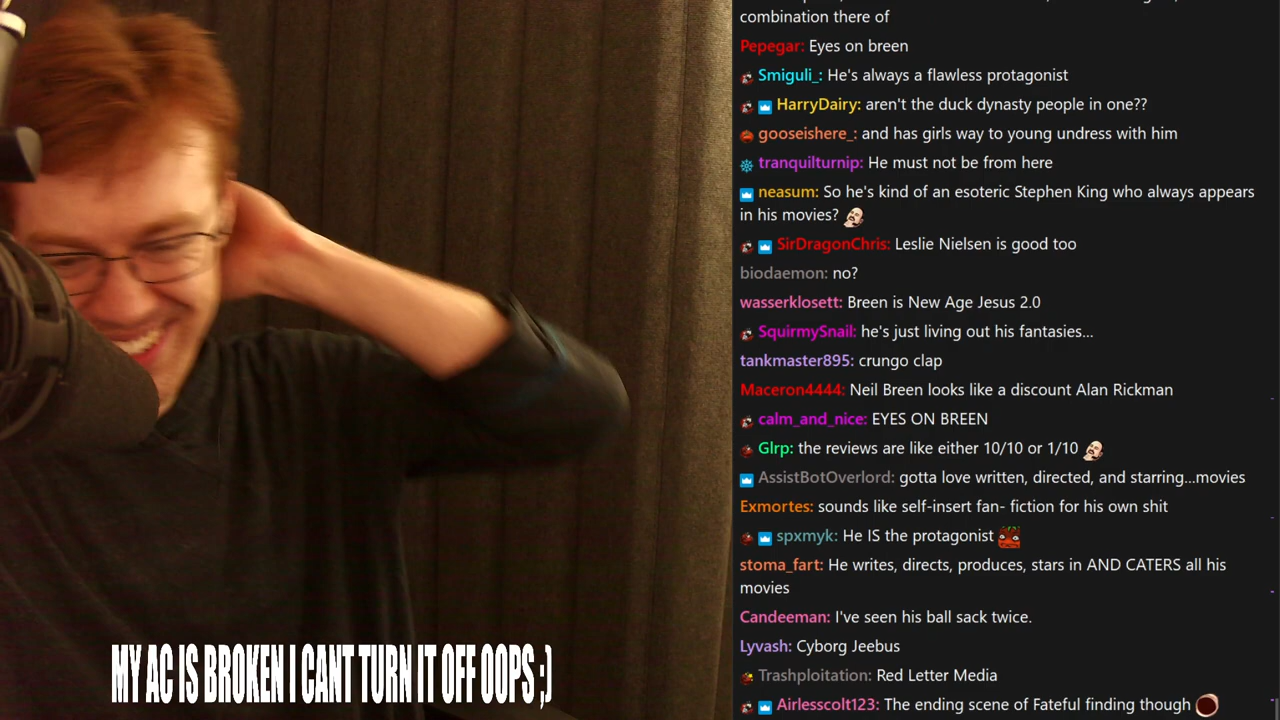 combination there of
Pepegar: Eyes on breen
Smiguli_: He's always a flawless protagonist
HarryDairy: aren't the duck dynasty people in one??
gooseishere_: and has girls way to young undress with him
tranquilturnip: He must not be from here
neasum: So he's kind of an esoteric Stephen King who always appears
in his movies?
SirDragonChris: Leslie Nielsen is good too
biodaemon: no?
wasserklosett: Breen is New Age Jesus 2.0
SquirmySnail: he's just living out his fantasies...
tankmaster895: crungo clap
Maceron4444: Neil Breen looks like a discount Alan Rickman
calm_and_nice: EYES ON BREEN
Glrp: the reviews are like either 10/10 or 1/10
AssistBotOverlord: gotta love written, directed, and starring...movies
Exmortes: sounds like self-insert fan- fiction for his own shit
spxmyk: He IS the protagonist
stoma_fart: He writes, directs, produces, stars in AND CATERS all his
movies
Candeeman: I've seen his ball sack twice.
Lyvash: Cyborg Jeebus
Trashploitation: Red Letter Media
Airlesscolt123: The ending scene of Fateful finding though
MY AC IS BROKEN I CANT TURN IT OFF OOPS ;)